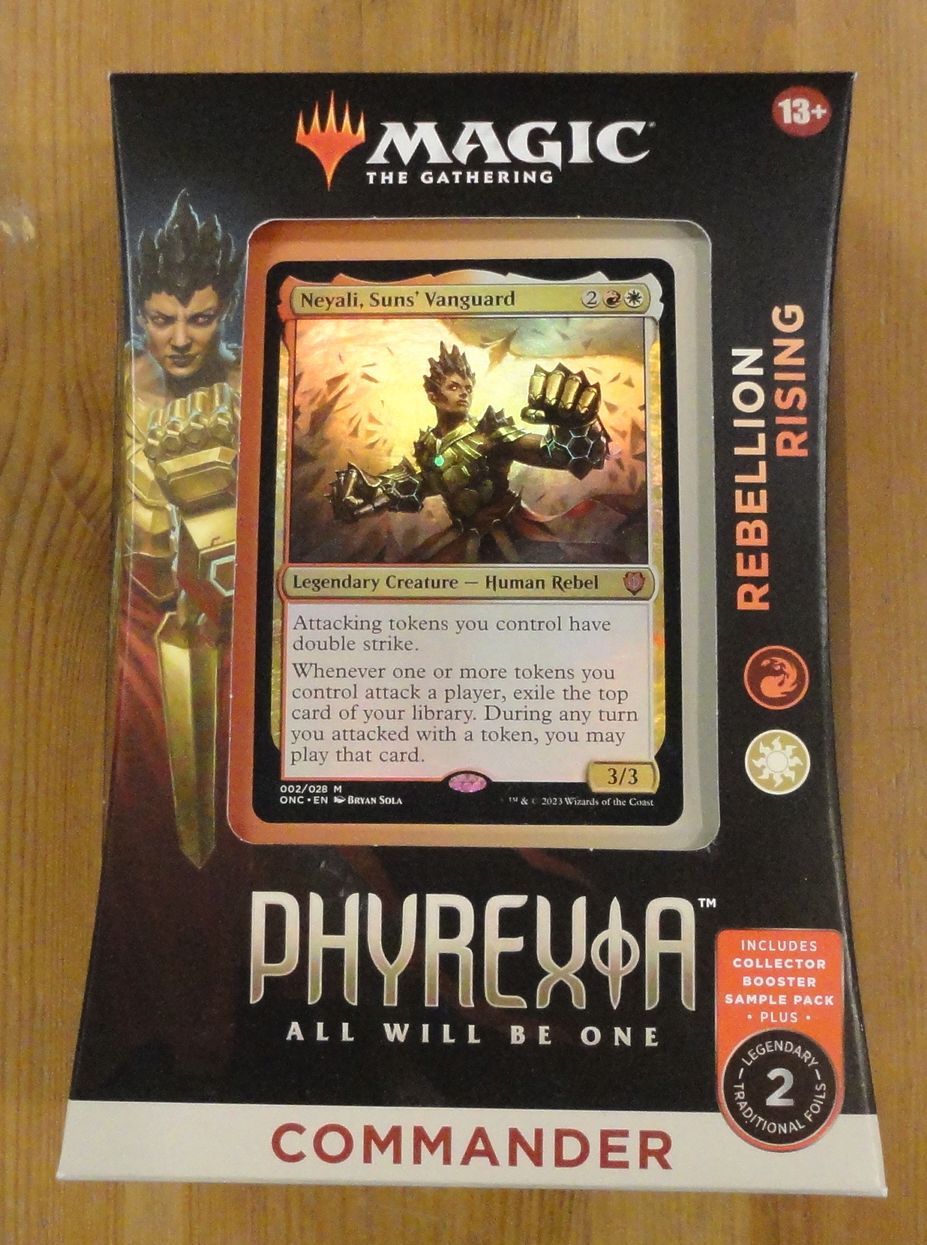 13+
MAGIC
THE GATHERING
Neyali, Suns' Vanguard 2
Legendary Creature — Human Rebel
Attacking tokens you control have
double strike.
Whenever one or more tokens you
control attack a player, exile the top
card of your library. During any turn
you attacked with a token, you may
play that card.
3/3
002/028 M
ONC • EN Bryan Sola
™ & © 2023 Wizards of the Coast
REBELLION
RISING
PHYREXIA™
ALL WILL BE ONE
INCLUDES
COLLECTOR
BOOSTER
SAMPLE PACK
• PLUS •
LEGENDARY
2
TRADITIONAL FOILS
COMMANDER